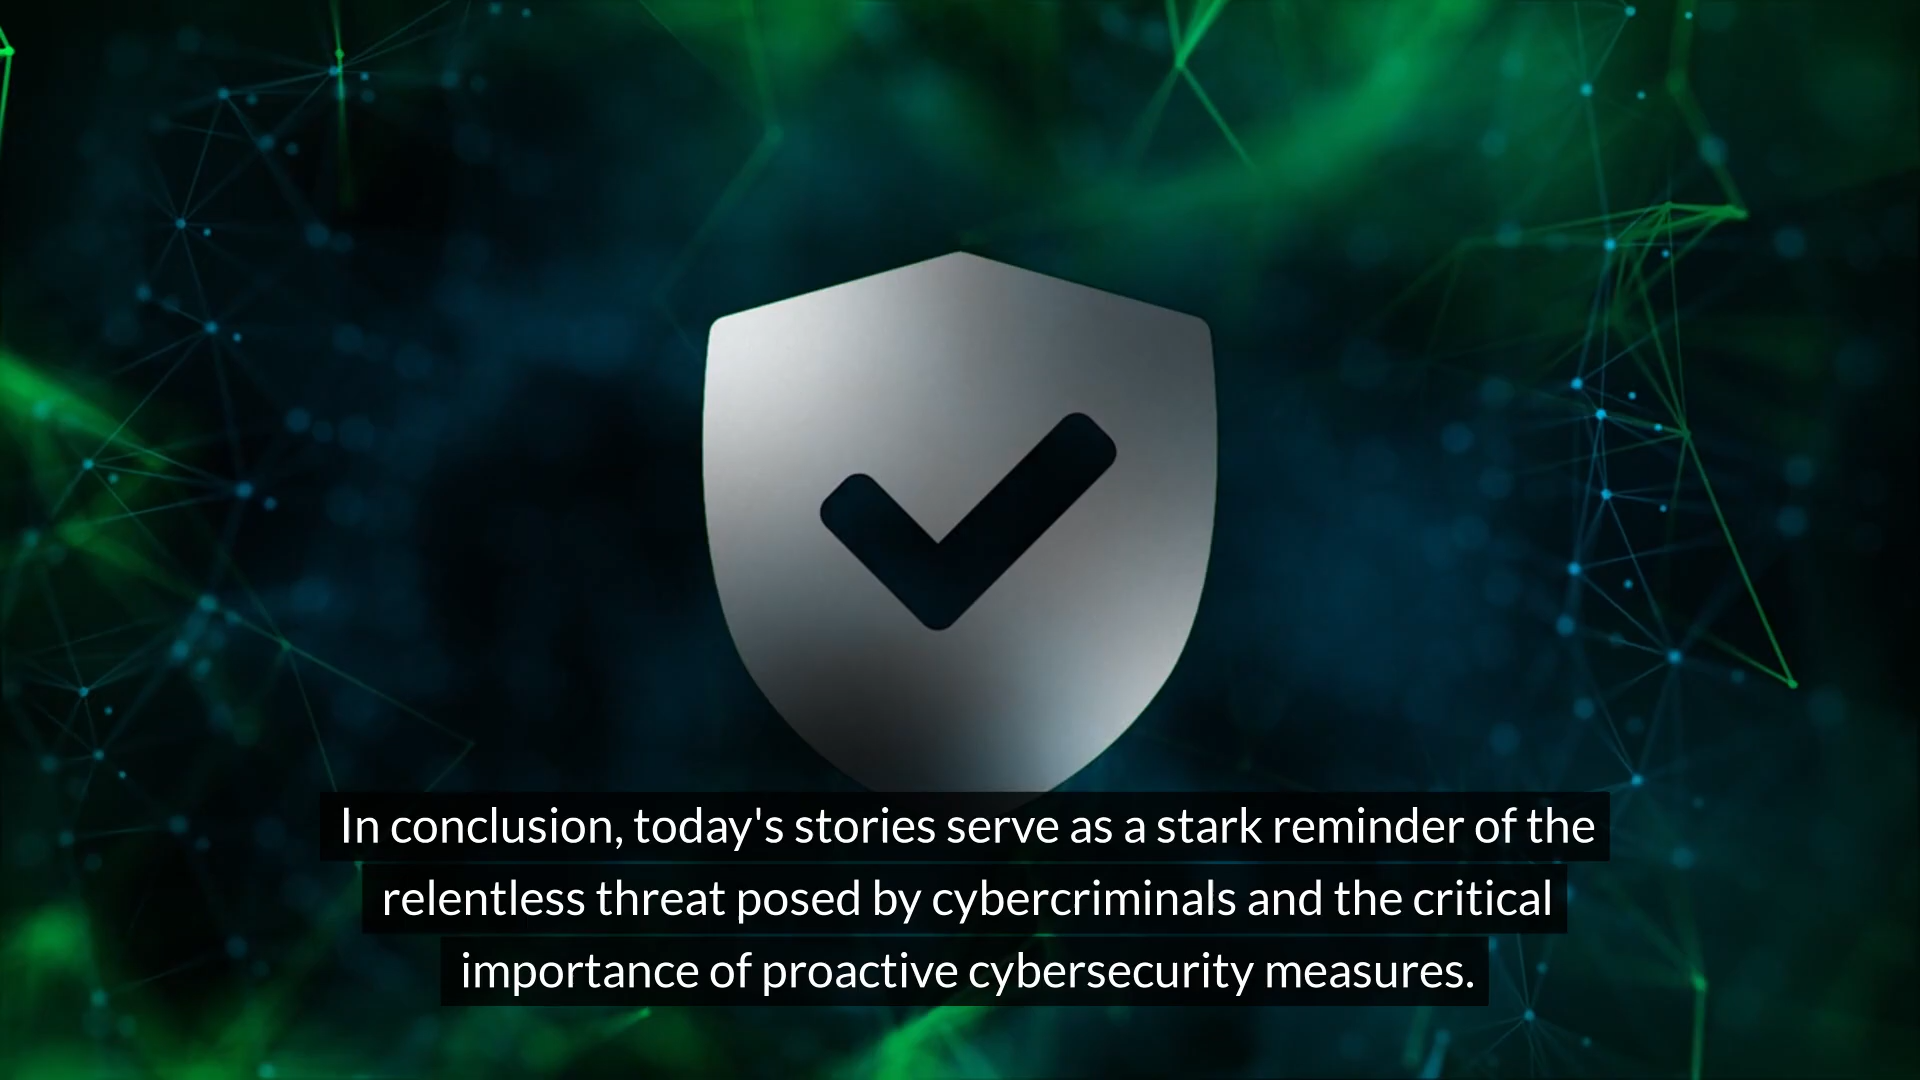 In conclusion, today's stories serve as a stark reminder of the
relentless threat posed by cybercriminals and the critical
importance of proactive cybersecurity measures.